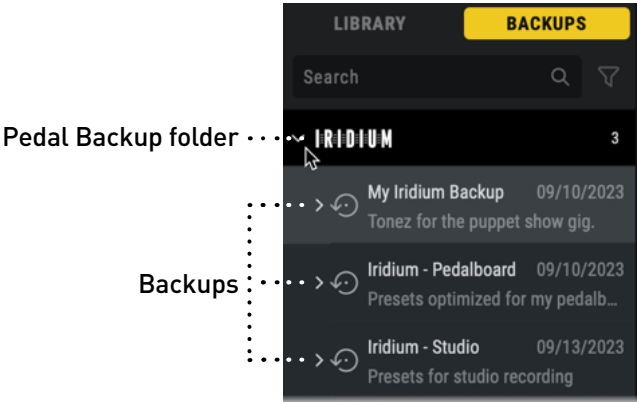 LIBRARY BACKUPS
Search
Pedal Backup folder IRIDIUM 3
My Iridium Backup 09/10/2023
Tonez for the puppet show gig.
Iridium - Pedalboard 09/10/2023
Backups
Presets optimized for my pedalb...
Iridium - Studio 09/13/2023
Presets for studio recording